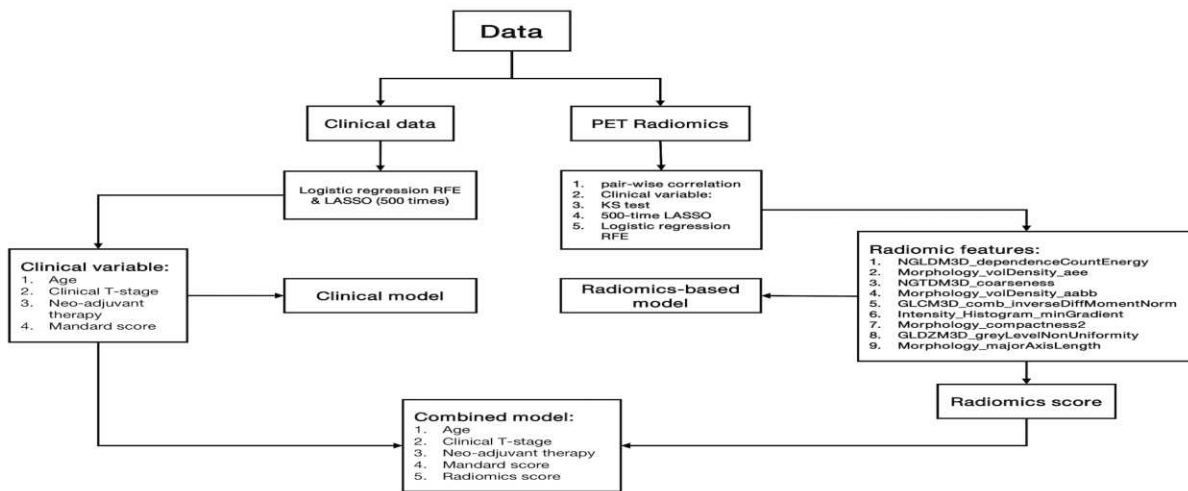 Data
Clinical data
PET Radiomics
Logistic regression RFE
& LASSO (500 times)
1. pair-wise correlation
2. Clinical variable:
3. KS test
4. 500-time LASSO
5. Logistic regression
RFE
Clinical variable:
1. Age
2. Clinical T-stage
3. Neo-adjuvant
therapy
4. Mandard score
Clinical model
Radiomics-based
model
Radiomic features:
1. NGLDM3D_dependenceCountEnergy
2. Morphology_volDensity_aee
3. NGTDM3D_coarseness
4. Morphology_volDensity_aabb
5. GLCM3D_comb_inverseDiffMomentNorm
6. Intensity_Histogram_minGradient
7. Morphology_compactness2
8. GLDZM3D_greyLevelNonUniformity
9. Morphology_majorAxisLength
Radiomics score
Combined model:
1. Age
2. Clinical T-stage
3. Neo-adjuvant therapy
4. Mandard score
5. Radiomics score